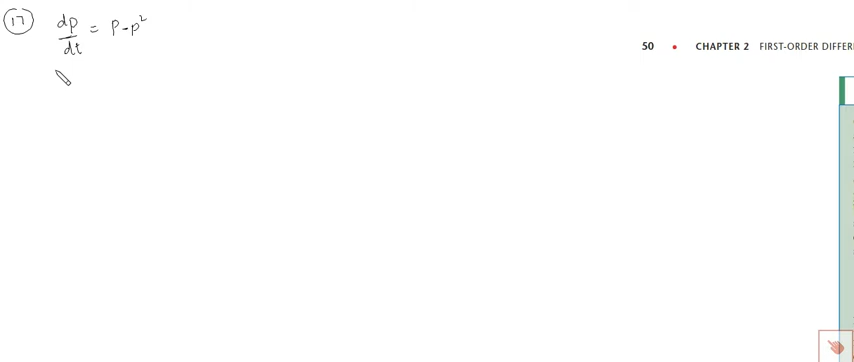 17 dp/dt = P - P²
50 • CHAPTER 2 FIRST-ORDER DIFFER